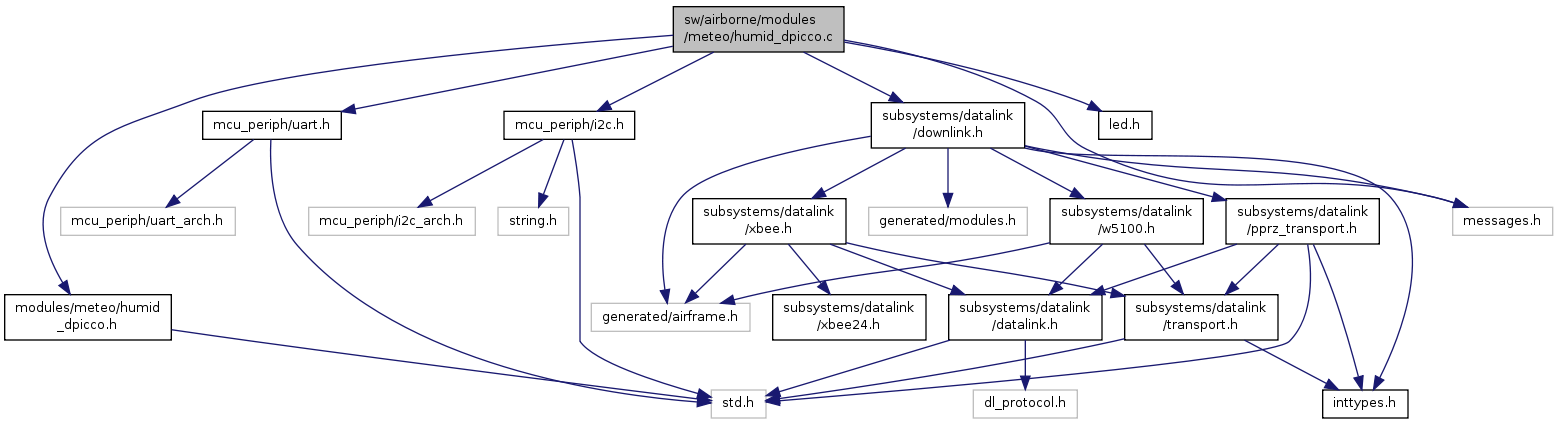 sw/airborne/modules
/meteo/humid_dpicco.c
mcu_periph/uart.h
mcu_periph/i2c.h
subsystems/datalink
/downlink.h
led.h
mcu_periph/uart_arch.h
mcu_periph/i2c_arch.h
string.h
subsystems/datalink
/xbee.h
generated/modules.h
subsystems/datalink
/w5100.h
subsystems/datalink
/pprz_transport.h
messages.h
modules/meteo/humid
_dpicco.h
generated/airframe.h
subsystems/datalink
/xbee24.h
subsystems/datalink
/datalink.h
subsystems/datalink
/transport.h
std.h
dl_protocol.h
inttypes.h